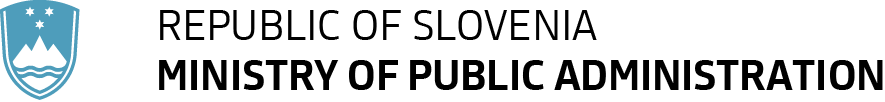 REPUBLIC OF SLOVENIA
MINISTRY OF PUBLIC ADMINISTRATION